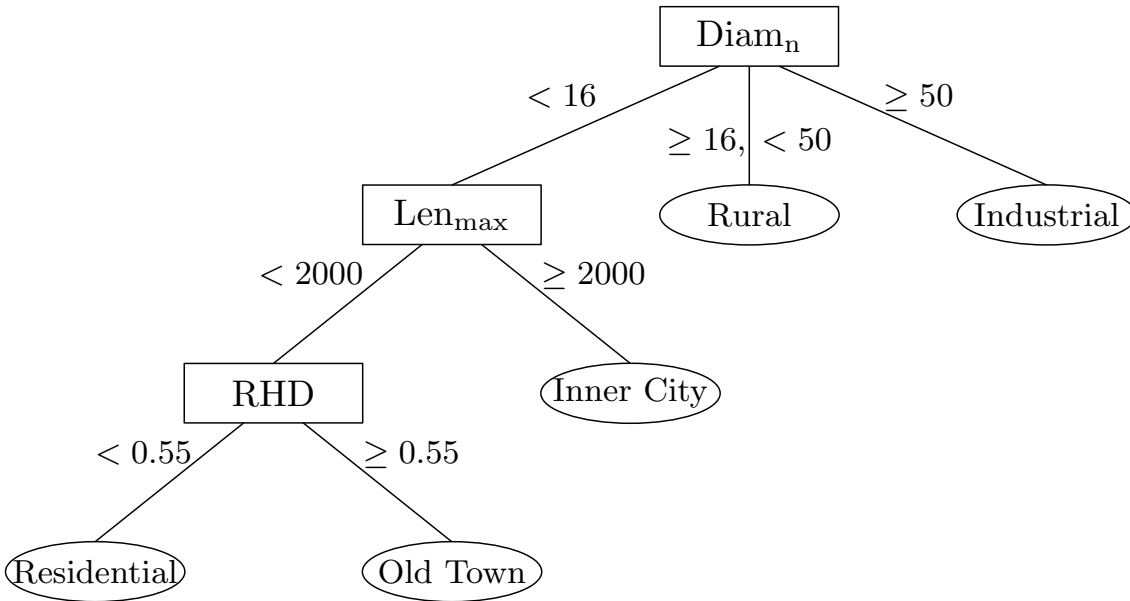 Diamₙ
< 16
≥ 50
≥ 16, < 50
Lenₘₐₓ
Rural
Industrial
< 2000
≥ 2000
RHD
Inner City
< 0.55
≥ 0.55
Residential
Old Town